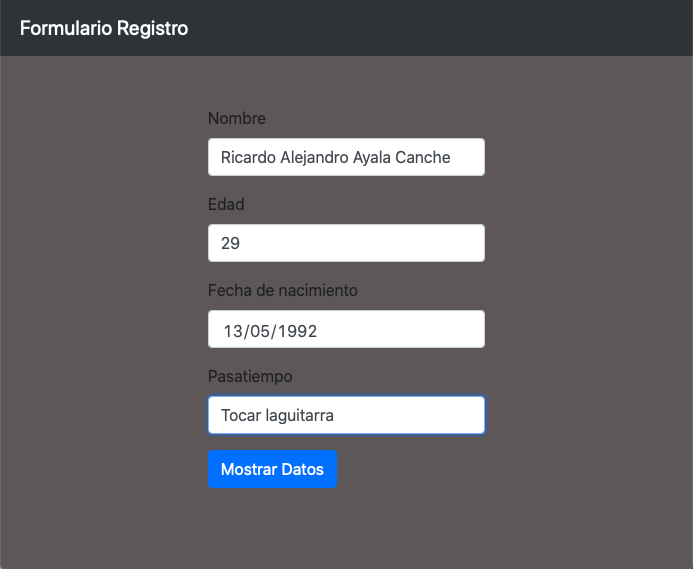 Formulario Registro
Nombre
Ricardo Alejandro Ayala Canche
Edad
29
Fecha de nacimiento
13/05/1992
Pasatiempo
Tocar laguitarra
Mostrar Datos